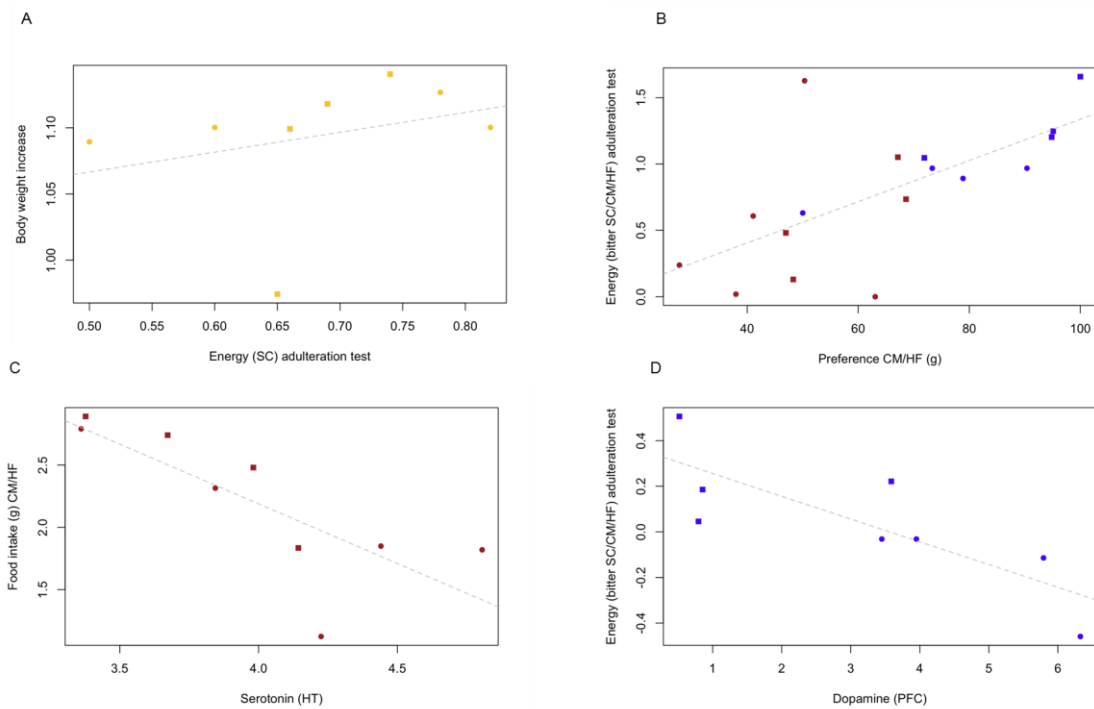 A
Body weight increase
1.00
1.05
1.10
0.50
0.55
0.60
0.65
0.70
0.75
0.80
Energy (SC) adulteration test
B
Energy (bitter SC/CM/HF) adulteration test
0.0
0.5
1.0
1.5
40
60
80
100
Preference CM/HF (g)
C
Food intake (g) CM/HF
1.5
2.0
2.5
3.5
4.0
4.5
Serotonin (HT)
D
Energy (bitter SC/CM/HF) adulteration test
-0.4
-0.2
0.0
0.2
0.4
1
2
3
4
5
6
Dopamine (PFC)